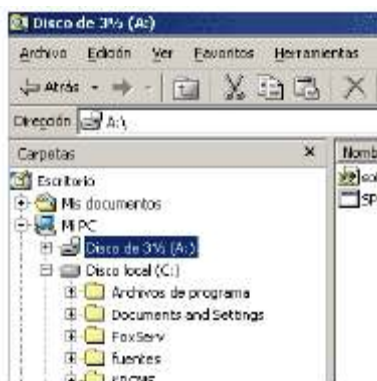 Disco de 3½ (A:)
Archivo Edición Ver Favoritos Herramientas
Atrás
Dirección A:\
Carpetas
Nomb
Escritorio
Mis documentos
Mi PC
Disco de 3½ (A:)
Disco local (C:)
Archivos de programa
Documents and Settings
FoxServ
fuentes